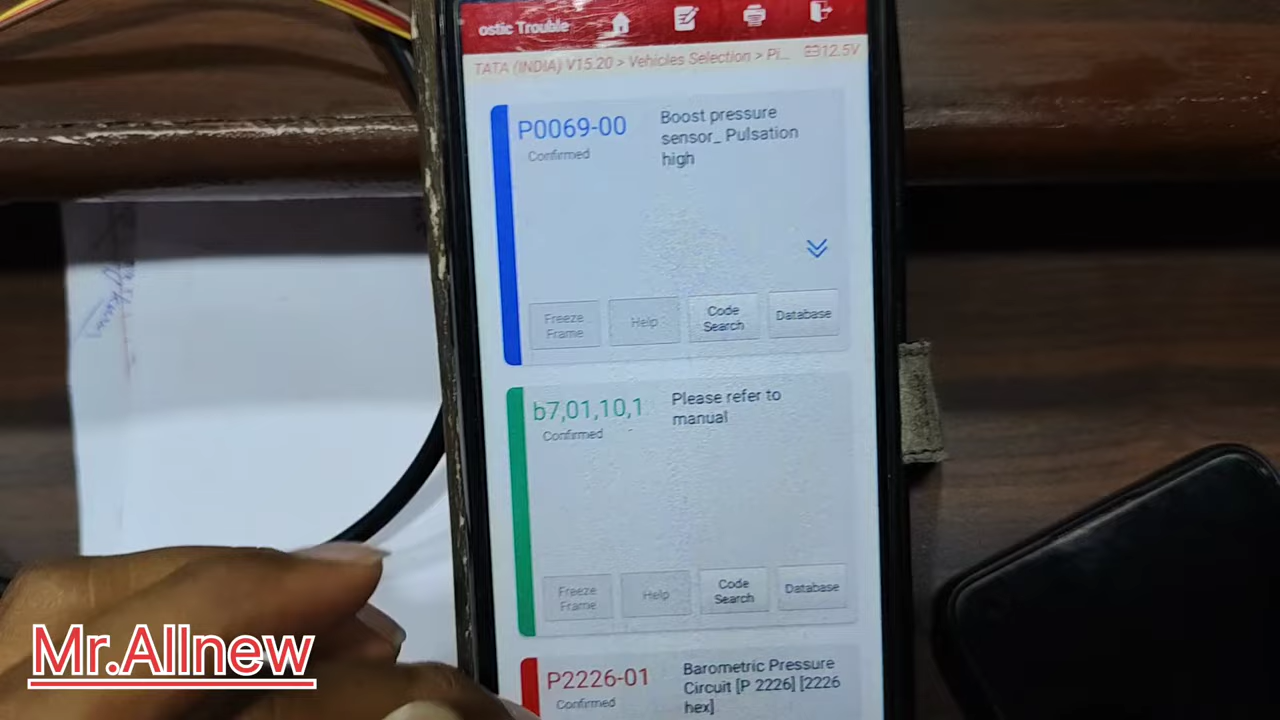 ostic Trouble
TATA (INDIA) V15.20 > Vehicles Selection > Pi... 12.5V
P0069-00
Confirmed
Boost pressure
sensor_ Pulsation
high
Freeze
Frame
Help
Code
Search
Database
b7,01,10,1
Confirmed
Please refer to
manual
Freeze
Frame
Help
Code
Search
Database
P2226-01
Confirmed
Barometric Pressure
Circuit [P 2226] [2226
hex]
Mr.Allnew